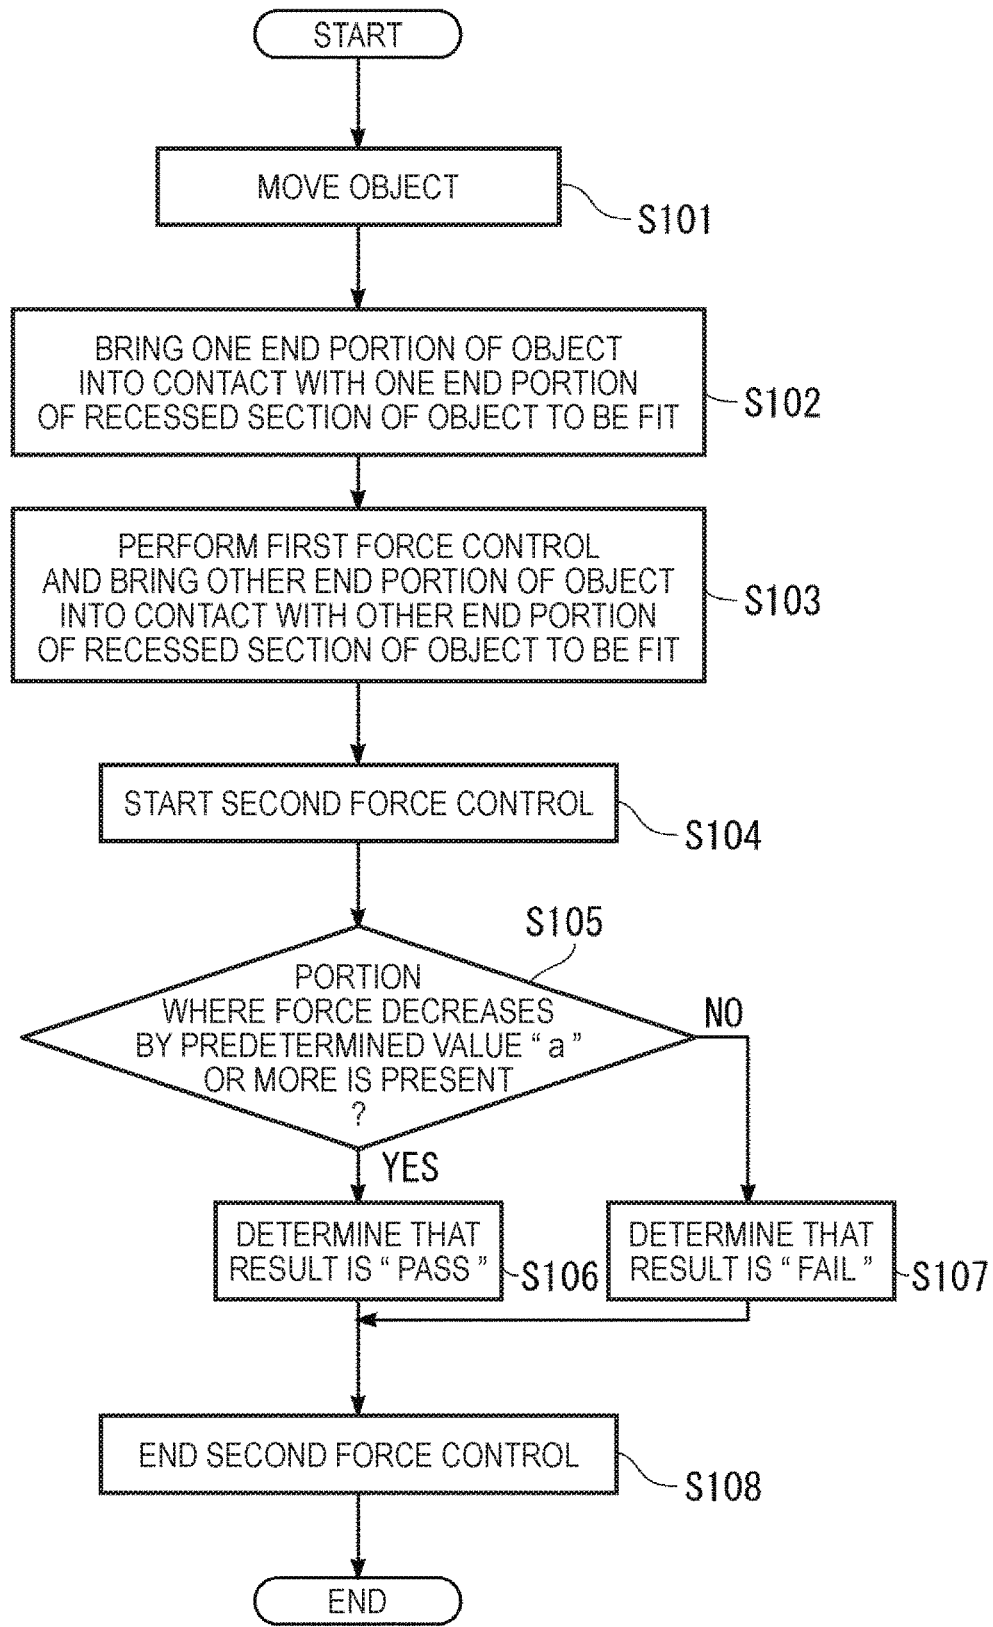 START
MOVE OBJECT
S101
BRING ONE END PORTION OF OBJECT
INTO CONTACT WITH ONE END PORTION
OF RECESSED SECTION OF OBJECT TO BE FIT
S102
PERFORM FIRST FORCE CONTROL
AND BRING OTHER END PORTION OF OBJECT
INTO CONTACT WITH OTHER END PORTION
OF RECESSED SECTION OF OBJECT TO BE FIT
S103
START SECOND FORCE CONTROL
S104
S105
PORTION
WHERE FORCE DECREASES
BY PREDETERMINED VALUE “ a ”
OR MORE IS PRESENT
?
NO
YES
DETERMINE THAT
RESULT IS “ PASS ”
S106
DETERMINE THAT
RESULT IS “ FAIL ”
S107
END SECOND FORCE CONTROL
S108
END